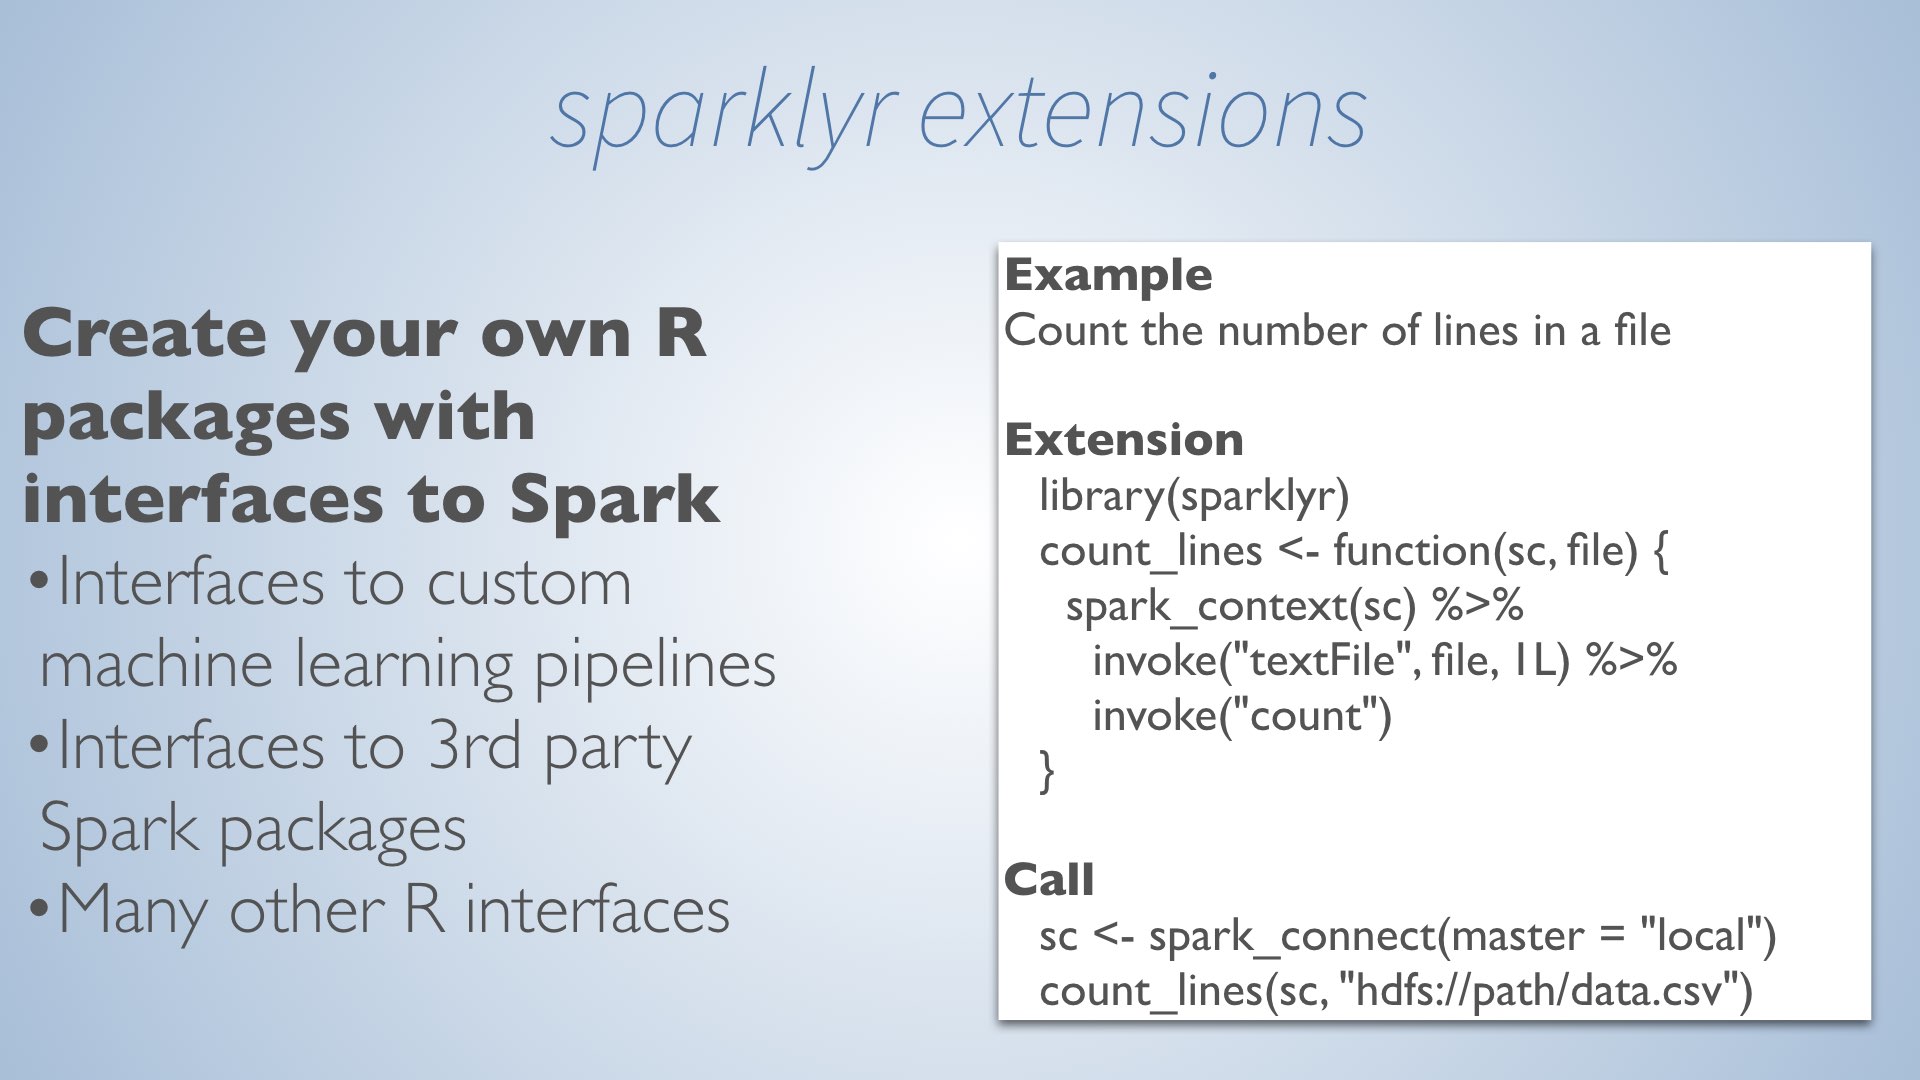 sparklyr extensions
Create your own R
packages with
interfaces to Spark
•Interfaces to custom
machine learning pipelines
•Interfaces to 3rd party
Spark packages
•Many other R interfaces
Example
Count the number of lines in a file
Extension
library(sparklyr)
count_lines <- function(sc, file) {
spark_context(sc) %>%
invoke("textFile", file, 1L) %>%
invoke("count")
}
Call
sc <- spark_connect(master = "local")
count_lines(sc, "hdfs://path/data.csv")